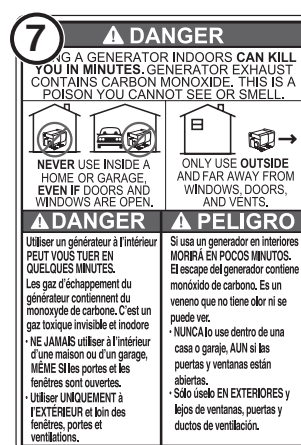 7
DANGER
NG A GENERATOR INDOORS CAN KILL
YOU IN MINUTES. GENERATOR EXHAUST
CONTAINS CARBON MONOXIDE. THIS IS A
POISON YOU CANNOT SEE OR SMELL.
NEVER USE INSIDE A
HOME OR GARAGE,
EVEN IF DOORS AND
WINDOWS ARE OPEN.
ONLY USE OUTSIDE
AND FAR AWAY FROM
WINDOWS, DOORS,
AND VENTS.
DANGER
Utiliser un générateur à l'intérieur
PEUT VOUS TUER EN
QUELQUES MINUTES.
Les gaz d'échappement du
générateur contiennent du
monoxyde de carbone. C'est un
gaz toxique invisible et inodore
· NE JAMAIS utiliser à l'intérieur
d'une maison ou d'un garage,
MÊME SI les portes et les
fenêtres sont ouvertes.
· Utiliser UNIQUEMENT à
l'EXTÉRIEUR et loin des
fenêtres, portes et
ventilations.
PELIGRO
Si usa un generador en interiores
MORIRÁ EN POCOS MINUTOS.
El escape del generador contiene
monóxido de carbono. Es un
veneno que no tiene olor ni se
puede ver.
· NUNCA lo use dentro de una
casa o garaje, AUN si las
puertas y ventanas están
abiertas.
· Sólo úselo EN EXTERIORES y
lejos de ventanas, puertas y
ductos de ventilación.